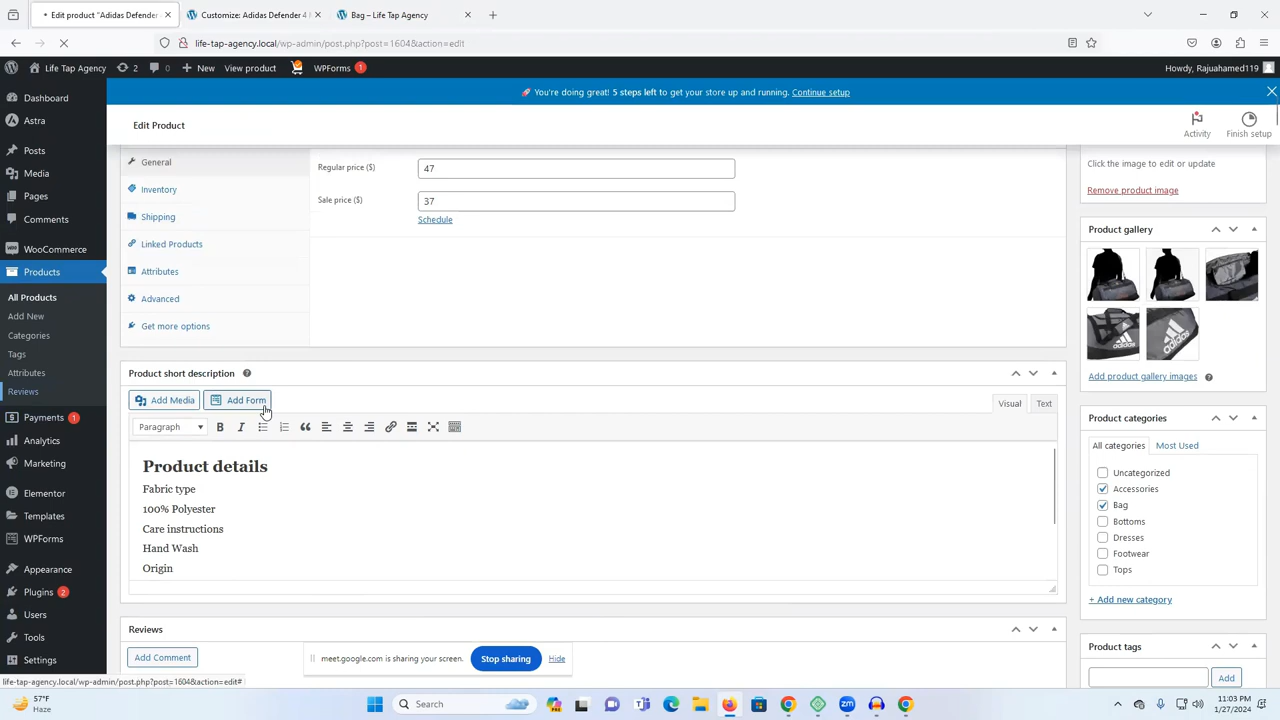 Edit product "Adidas Defender
Customize: Adidas Defender 4
Bag – Life Tap Agency
life-tap-agency.local/wp-admin/post.php?post=1604&action=edit
Life Tap Agency
2
0
New
View product
WPForms
1
Howdy, Rajuahamed119
🚀 You're doing great! 5 steps left to get your store up and running. Continue setup
Edit Product
Activity
Finish setup
Dashboard
Astra
Posts
Media
Pages
Comments
WooCommerce
Products
All Products
Add New
Categories
Tags
Attributes
Reviews
Payments 1
Analytics
Marketing
Elementor
Templates
WPForms
Appearance
Plugins 2
Users
Tools
Settings
General
Inventory
Shipping
Linked Products
Attributes
Advanced
Get more options
Regular price ($)
47
Sale price ($)
37
Schedule
Product short description
Add Media
Add Form
Visual
Text
Paragraph
Product details
Fabric type
100% Polyester
Care instructions
Hand Wash
Origin
Reviews
Add Comment
Click the image to edit or update
Remove product image
Product gallery
adidas
adidas
Add product gallery images
Product categories
All categories
Most Used
Uncategorized
Accessories
Bag
Bottoms
Dresses
Footwear
Tops
+ Add new category
Product tags
Add
meet.google.com is sharing your screen.
Stop sharing
Hide
life-tap-agency.local/wp-admin/post.php?post=1604&action=edit#
57°F
Haze
Search
11:03 PM
1/27/2024